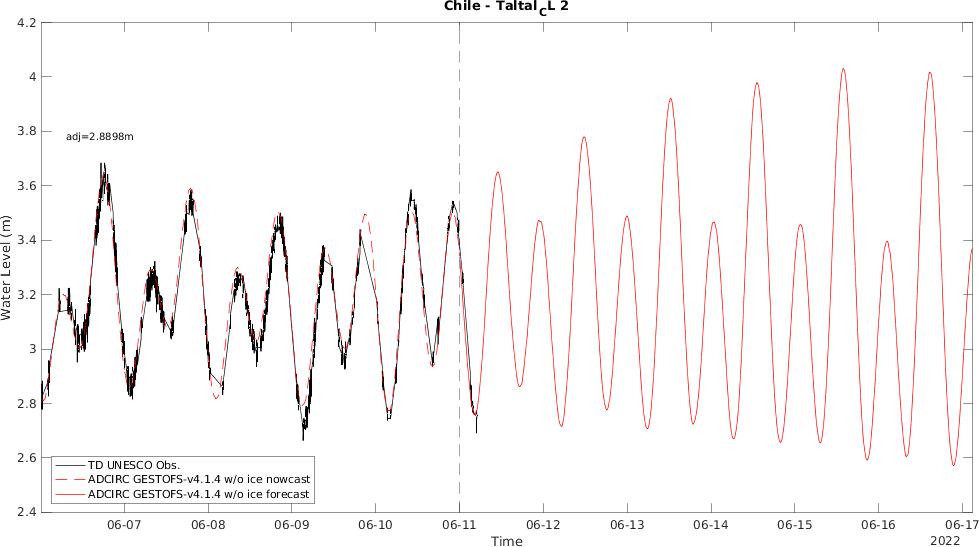 Chile - Taltal_CL 2
4.2
4
3.8
3.6
3.4
3.2
3
2.8
2.6
2.4
Water Level (m)
adj=2.8898m
TD UNESCO Obs.
ADCIRC GESTOFS-v4.1.4 w/o ice nowcast
ADCIRC GESTOFS-v4.1.4 w/o ice forecast
06-07 06-08 06-09 06-10 06-11 06-12 06-13 06-14 06-15 06-16 06-17
Time
2022